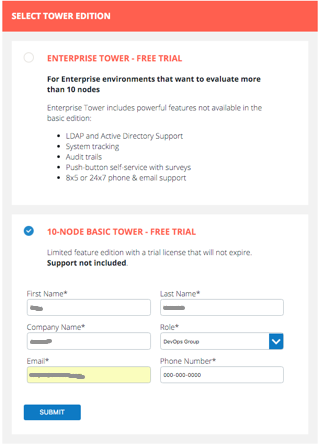 SELECT TOWER EDITION
ENTERPRISE TOWER - FREE TRIAL
For Enterprise environments that want to evaluate more
than 10 nodes
Enterprise Tower includes powerful features not available in the
basic edition:
• LDAP and Active Directory Support
• System tracking
• Audit trails
• Push-button self-service with surveys
• 8x5 or 24x7 phone & email support
10-NODE BASIC TOWER - FREE TRIAL
Limited feature edition with a trial license that will not expire.
Support not included.
First Name* Last Name*
Company Name* Role*
DevOps Group
Email* Phone Number*
000-000-0000
SUBMIT